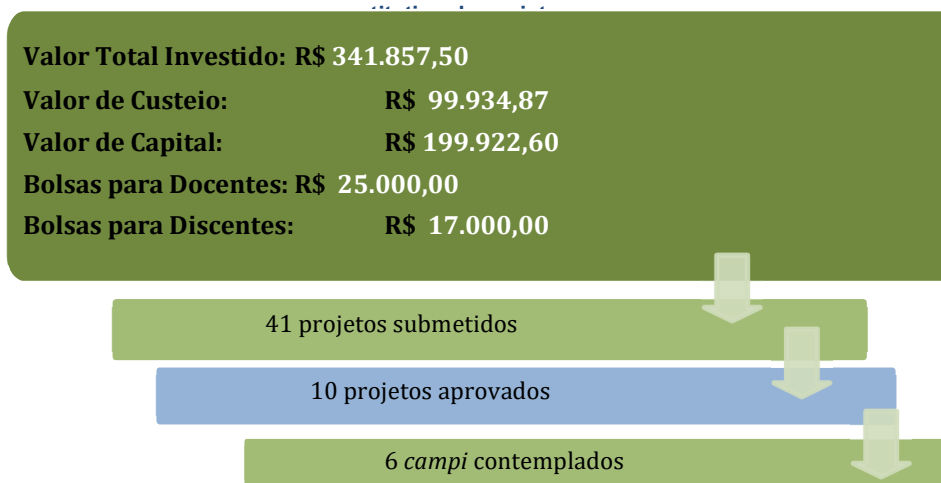 Valor Total Investido: R$ 341.857,50
Valor de Custeio: R$ 99.934,87
Valor de Capital: R$ 199.922,60
Bolsas para Docentes: R$ 25.000,00
Bolsas para Discentes: R$ 17.000,00
41 projetos submetidos
10 projetos aprovados
6 campi contemplados